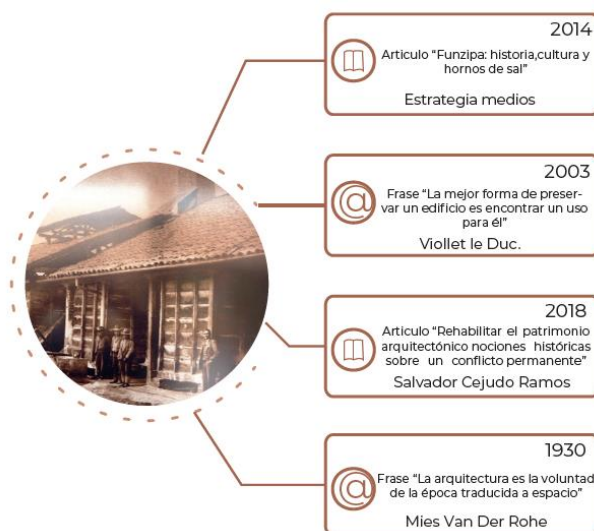 2014
Articulo “Funzipa: historia,cultura y
hornos de sal”
Estrategia medios
2003
Frase “La mejor forma de preser-
var un edificio es encontrar un uso
para él”
Viollet le Duc.
2018
Articulo “Rehabilitar el patrimonio
arquitectónico nociones históricas
sobre un conflicto permanente”
Salvador Cejudo Ramos
1930
Frase “La arquitectura es la voluntad
de la época traducida a espacio”
Mies Van Der Rohe